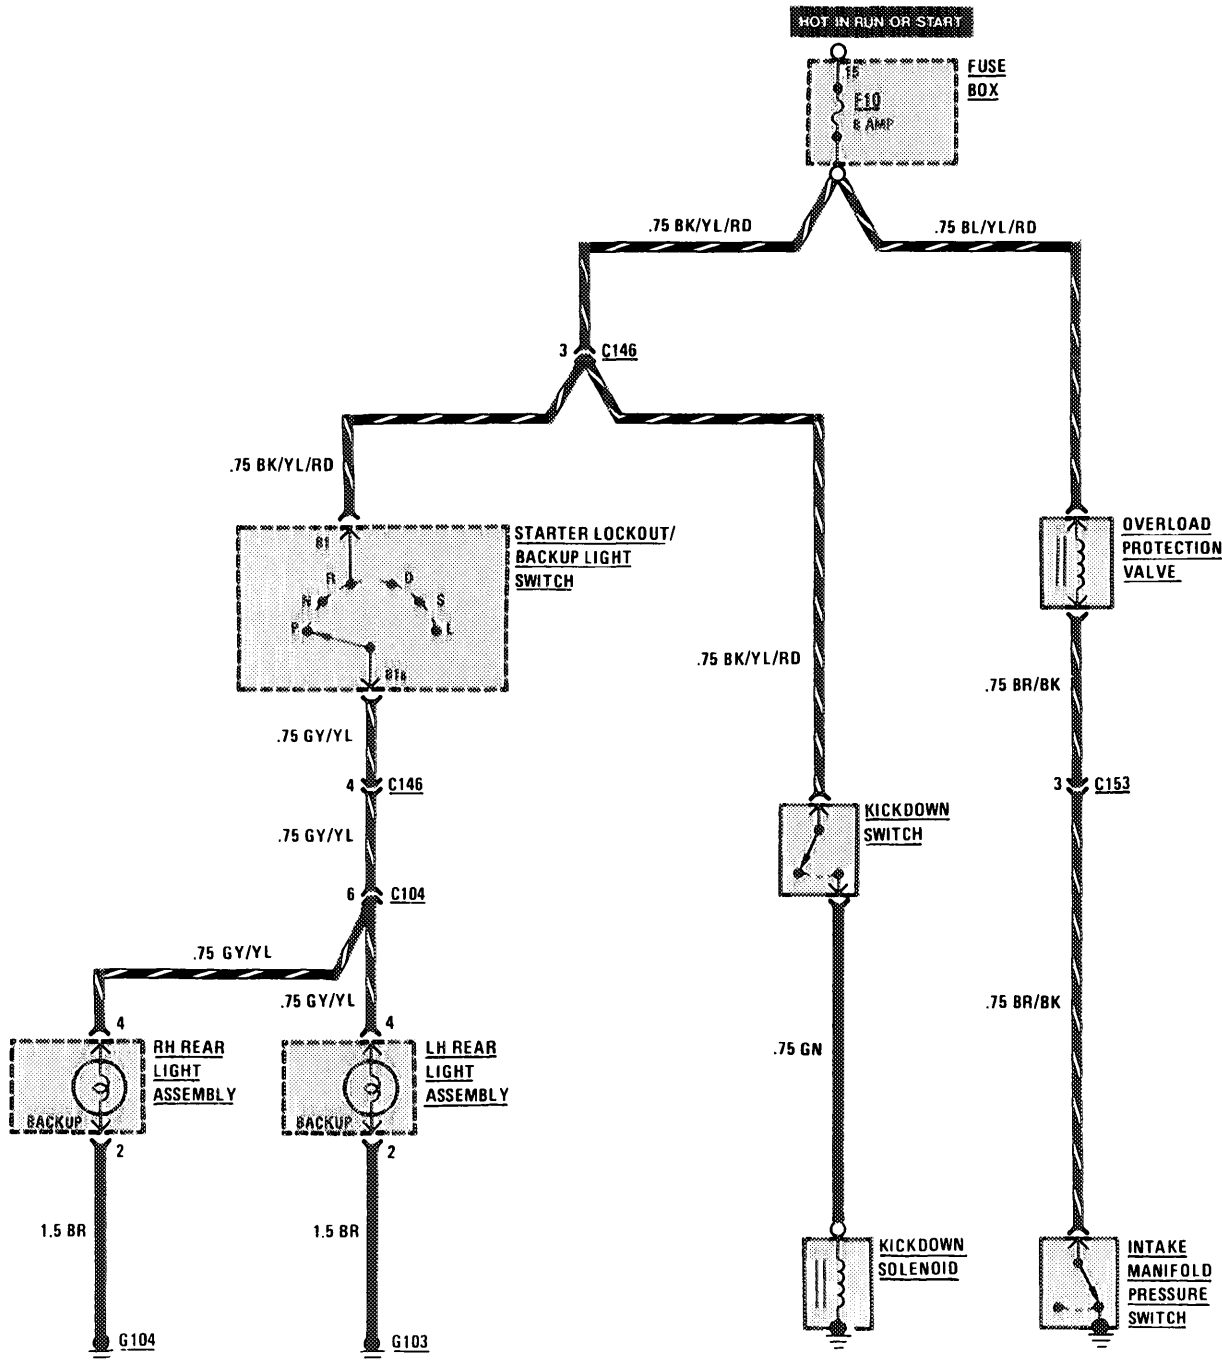 HOT IN RUN OR START
FUSE
BOX
15
F10
8 AMP
.75 BK/YL/RD
.75 BL/YL/RD
3 C146
.75 BK/YL/RD
STARTER LOCKOUT/
BACKUP LIGHT
SWITCH
81
R
D
N
S
P
L
81a
OVERLOAD
PROTECTION
VALVE
.75 BK/YL/RD
.75 BR/BK
.75 GY/YL
4 C146
3 C153
KICKDOWN
SWITCH
.75 GY/YL
6 C104
.75 GY/YL
.75 GY/YL
.75 BR/BK
4
4
RH REAR
LIGHT
ASSEMBLY
BACKUP
LH REAR
LIGHT
ASSEMBLY
BACKUP
.75 GN
2
2
1.5 BR
1.5 BR
KICKDOWN
SOLENOID
INTAKE
MANIFOLD
PRESSURE
SWITCH
G104
G103